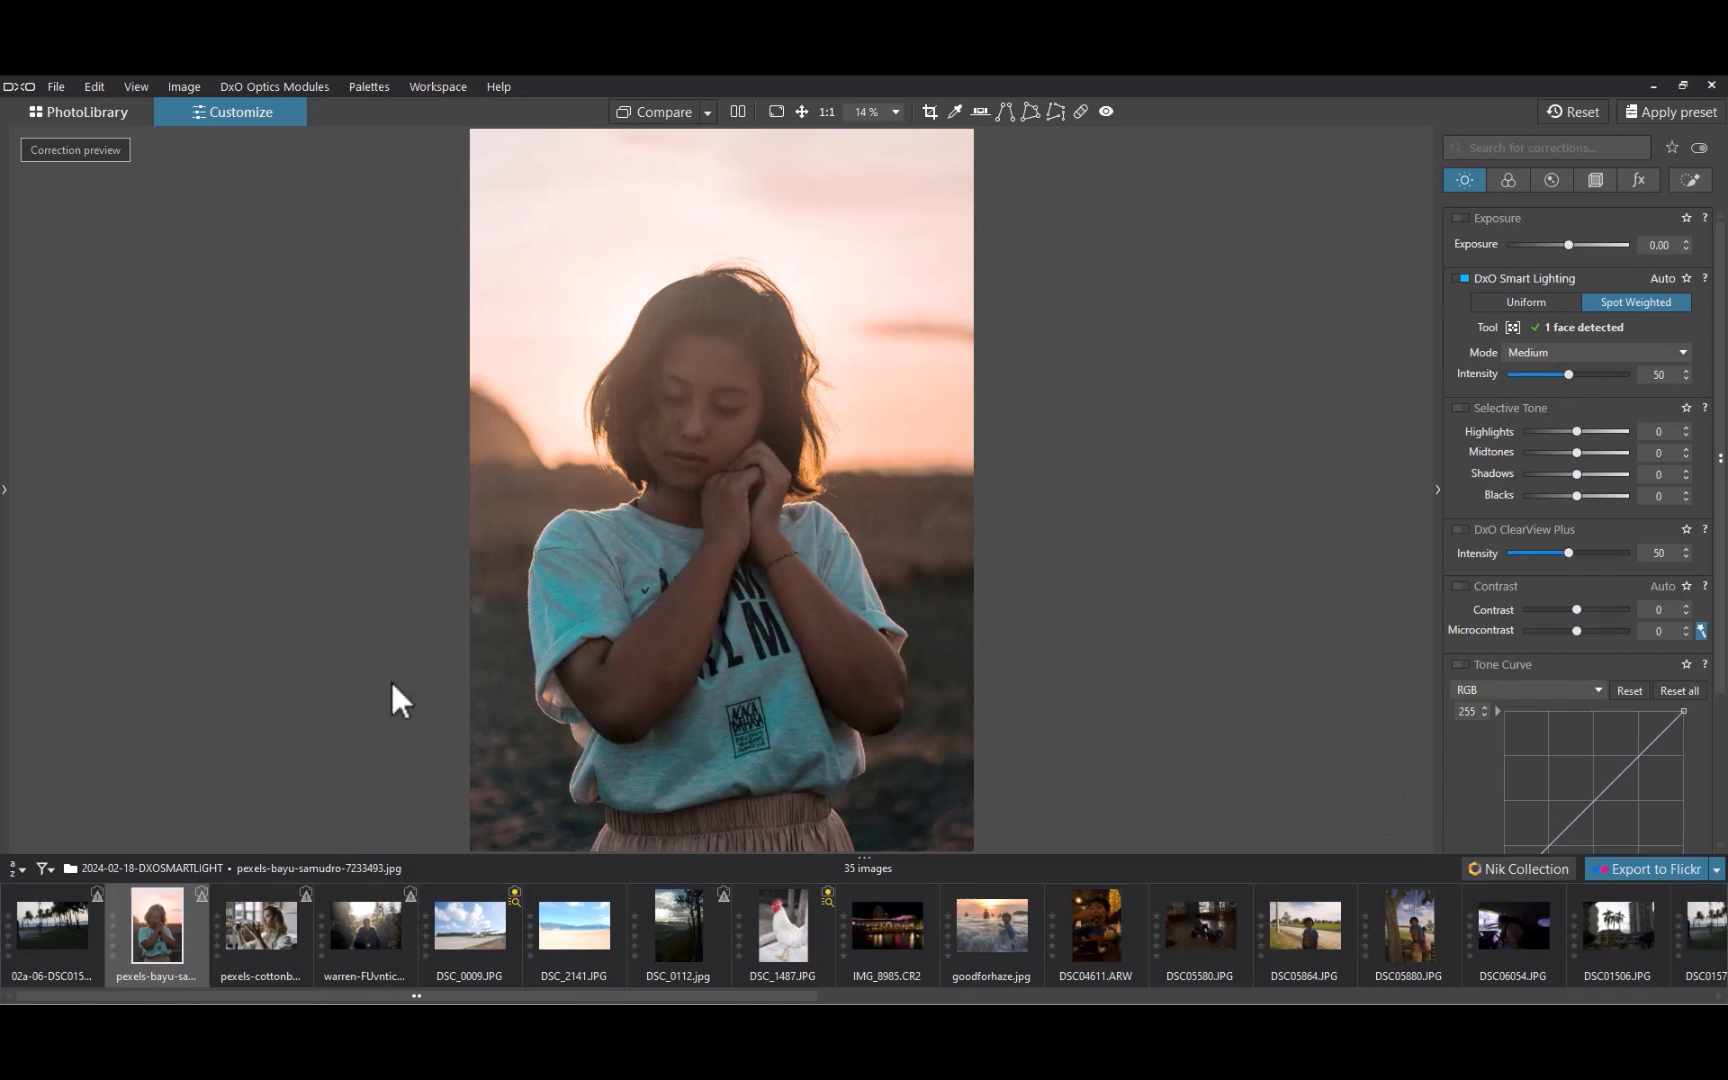 DXO File Edit View Image DxO Optics Modules Palettes Workspace Help
PhotoLibrary Customize Compare 1:1 14 % Reset Apply preset
Correction preview
Search for corrections...
fx
Exposure ?
Exposure 0.00
DxO Smart Lighting Auto ?
Uniform Spot Weighted
Tool 1 face detected
Mode Medium
Intensity 50
Selective Tone ?
Highlights 0
Midtones 0
Shadows 0
Blacks 0
DxO ClearView Plus ?
Intensity 50
Contrast Auto ?
Contrast 0
Microcontrast 0
Tone Curve ?
RGB Reset Reset all
255
ACACA
BAHASA
2024-02-18-DXOSMARTLIGHT • pexels-bayu-samudro-7233493.jpg 35 images Nik Collection Export to Flickr
02a-06-DSC015... pexels-bayu-sa... pexels-cottonb... warren-FUvntic... DSC_0009.JPG DSC_2141.JPG DSC_0112.jpg DSC_1487.JPG IMG_8985.CR2 goodforhaze.jpg DSC04611.ARW DSC05580.JPG DSC05864.JPG DSC05880.JPG DSC06054.JPG DSC01506.JPG DSC0157